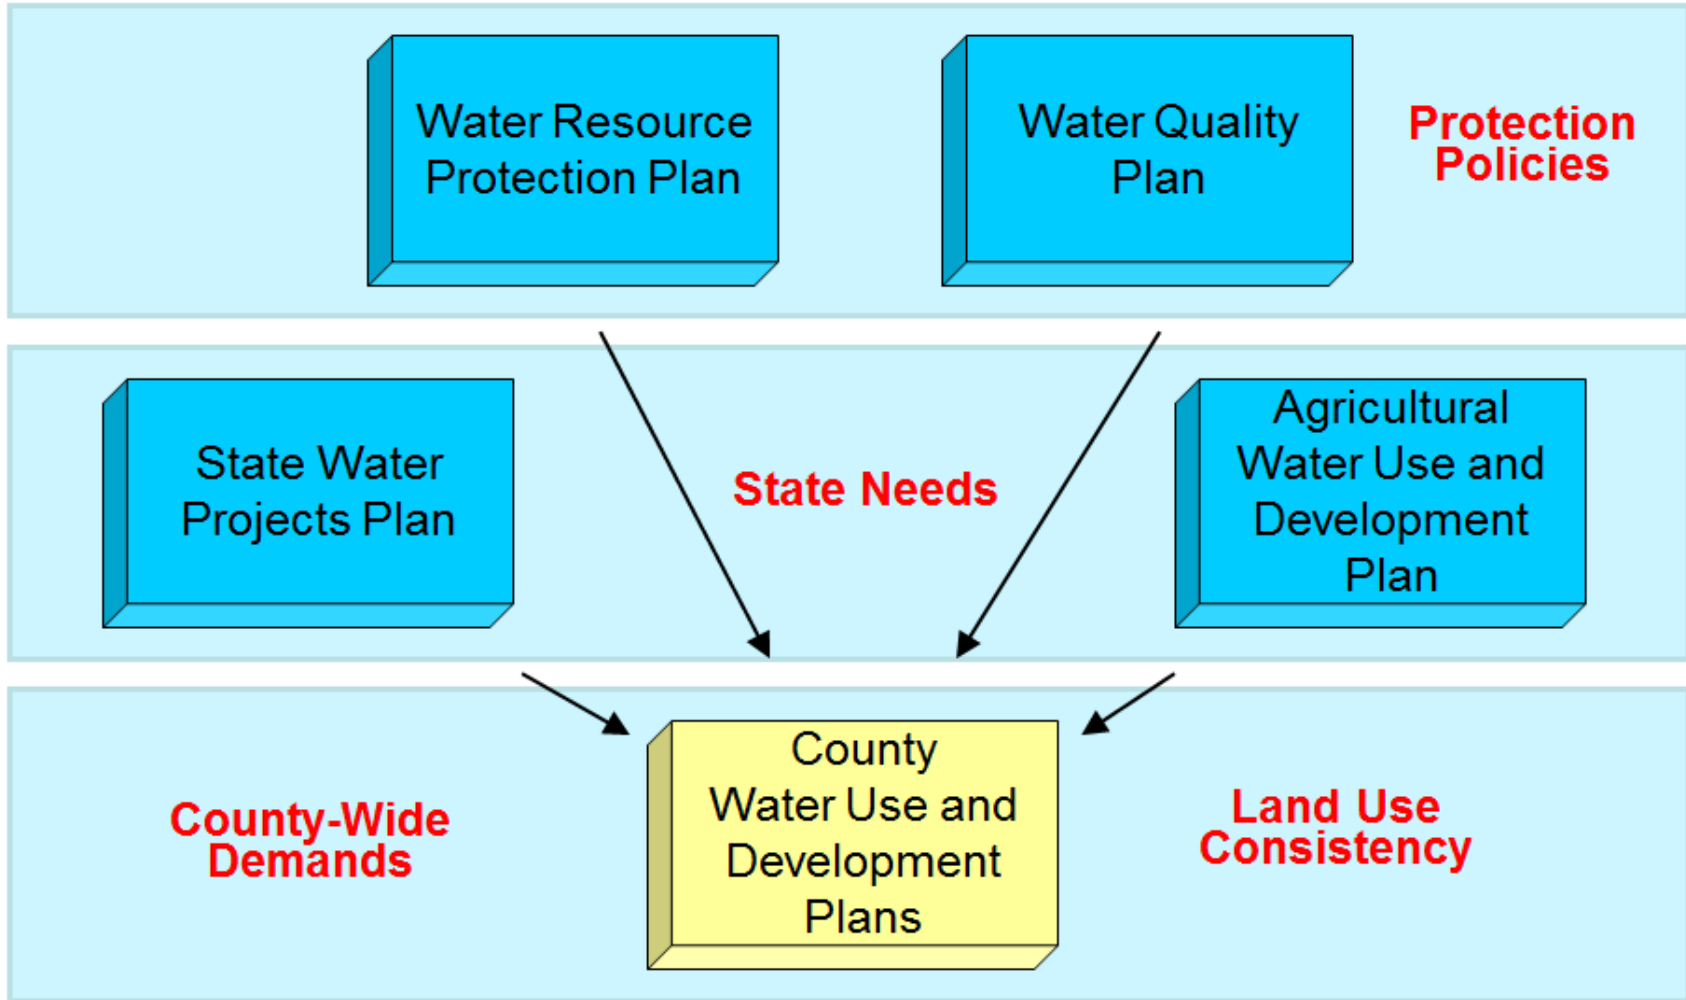 Water Resource
Protection Plan
Water Quality
Plan
Protection
Policies
State Water
Projects Plan
State Needs
Agricultural
Water Use and
Development
Plan
County-Wide
Demands
County
Water Use and
Development
Plans
Land Use
Consistency